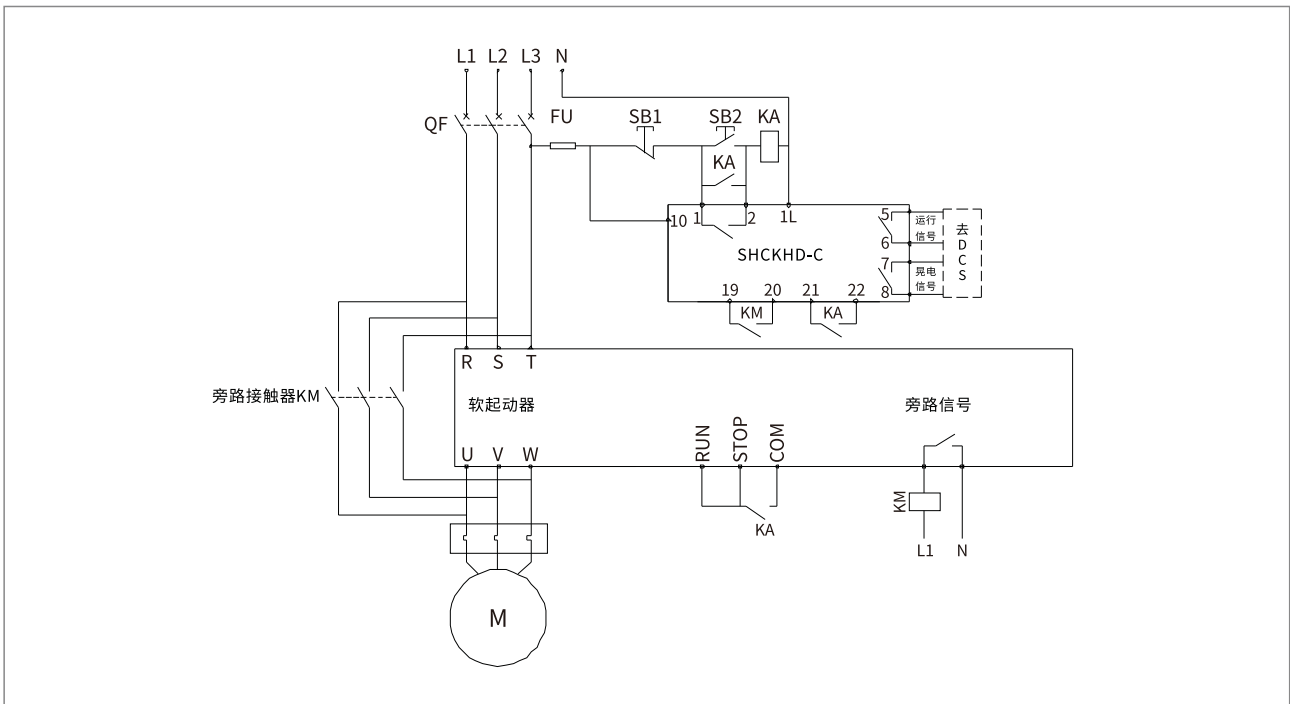 L1 L2 L3 N
QF
FU
SB1
SB2
KA
KA
10
1
2
1L
SHCKHD-C
5
运行
信号
6
7
晃电
信号
8
去
D
C
S
19
20
21
22
KM
KA
R S T
旁路接触器KM
软起动器
旁路信号
U V W
RUN
STOP
COM
KA
KM
L1
N
M